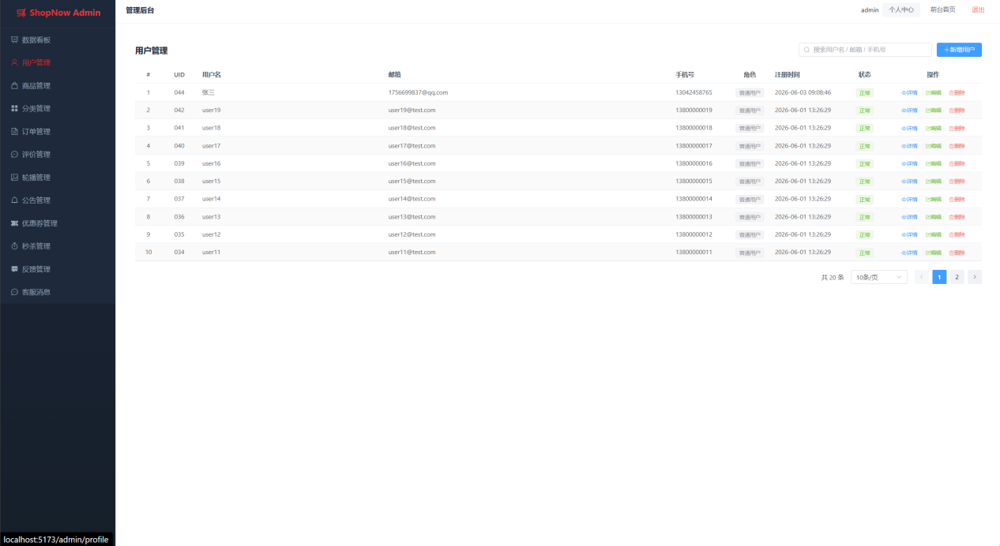 ShopNow Admin
管理后台
admin 个人中心 前台首页 退出
数据看板
用户管理
商品管理
分类管理
订单管理
评价管理
轮播管理
公告管理
优惠券管理
秒杀管理
反馈管理
客服消息
用户管理
搜索用户名 / 邮箱 / 手机号
+新增用户
# UID 用户名 邮箱 手机号 角色 注册时间 状态 操作
1 044 张三 1756699837@qq.com 13042458765 普通用户 2026-06-03 09:08:46 正常 详情 编辑 删除
2 042 user19 user19@test.com 13800000019 普通用户 2026-06-01 13:26:29 正常 详情 编辑 删除
3 041 user18 user18@test.com 13800000018 普通用户 2026-06-01 13:26:29 正常 详情 编辑 删除
4 040 user17 user17@test.com 13800000017 普通用户 2026-06-01 13:26:29 正常 详情 编辑 删除
5 039 user16 user16@test.com 13800000016 普通用户 2026-06-01 13:26:29 正常 详情 编辑 删除
6 038 user15 user15@test.com 13800000015 普通用户 2026-06-01 13:26:29 正常 详情 编辑 删除
7 037 user14 user14@test.com 13800000014 普通用户 2026-06-01 13:26:29 正常 详情 编辑 删除
8 036 user13 user13@test.com 13800000013 普通用户 2026-06-01 13:26:29 正常 详情 编辑 删除
9 035 user12 user12@test.com 13800000012 普通用户 2026-06-01 13:26:29 正常 详情 编辑 删除
10 034 user11 user11@test.com 13800000011 普通用户 2026-06-01 13:26:29 正常 详情 编辑 删除
共 20 条 10条/页 1 2
localhost:5173/admin/profile